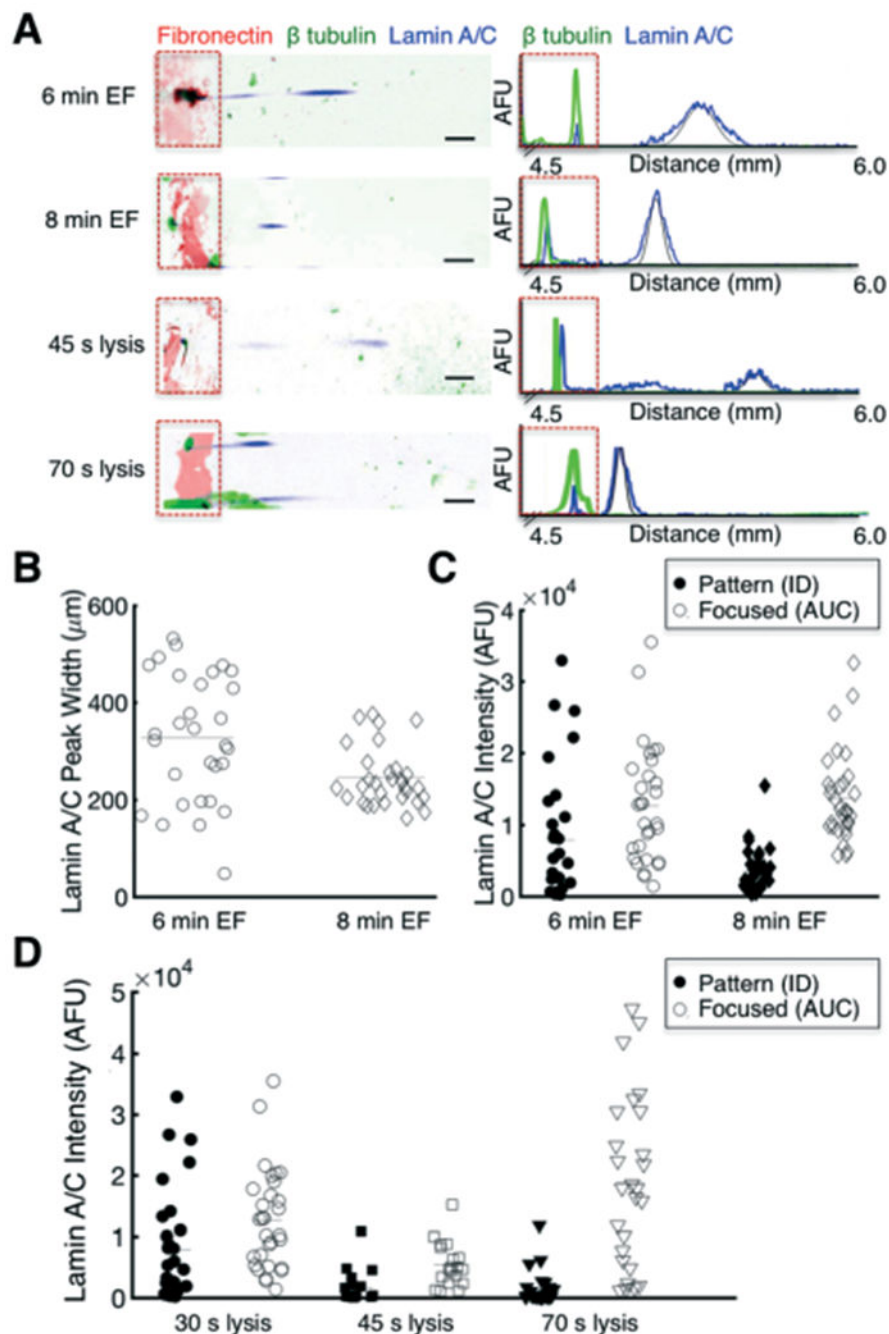 A
Fibronectin β tubulin Lamin A/C β tubulin Lamin A/C
6 min EF
AFU
4.5 Distance (mm) 6.0
8 min EF
AFU
4.5 Distance (mm) 6.0
45 s lysis
AFU
4.5 Distance (mm) 6.0
70 s lysis
AFU
4.5 Distance (mm) 6.0
B
Lamin A/C Peak Width (μm)
600
400
200
0
6 min EF 8 min EF
C
Pattern (ID)
Focused (AUC)
×10⁴
Lamin A/C Intensity (AFU)
4
3
2
1
0
6 min EF 8 min EF
D
Pattern (ID)
Focused (AUC)
×10⁴
Lamin A/C Intensity (AFU)
5
4
3
2
1
0
30 s lysis 45 s lysis 70 s lysis